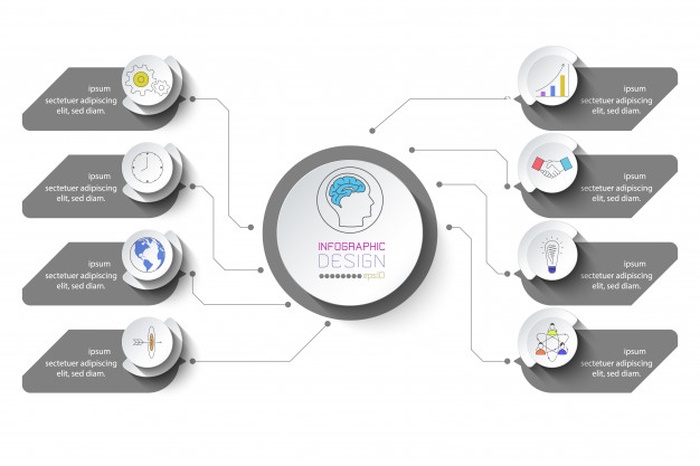 ipsum
sectetuer adipiscing
elit, sed diam.
ipsum
sectetuer adipiscing
elit, sed diam.
ipsum
sectetuer adipiscing
elit, sed diam.
ipsum
sectetuer adipiscing
elit, sed diam.
INFOGRAPHIC
DESIGN
eps10
ipsum
sectetuer adipiscing
elit, sed diam.
ipsum
sectetuer adipiscing
elit, sed diam.
ipsum
sectetuer adipiscing
elit, sed diam.
ipsum
sectetuer adipiscing
elit, sed diam.